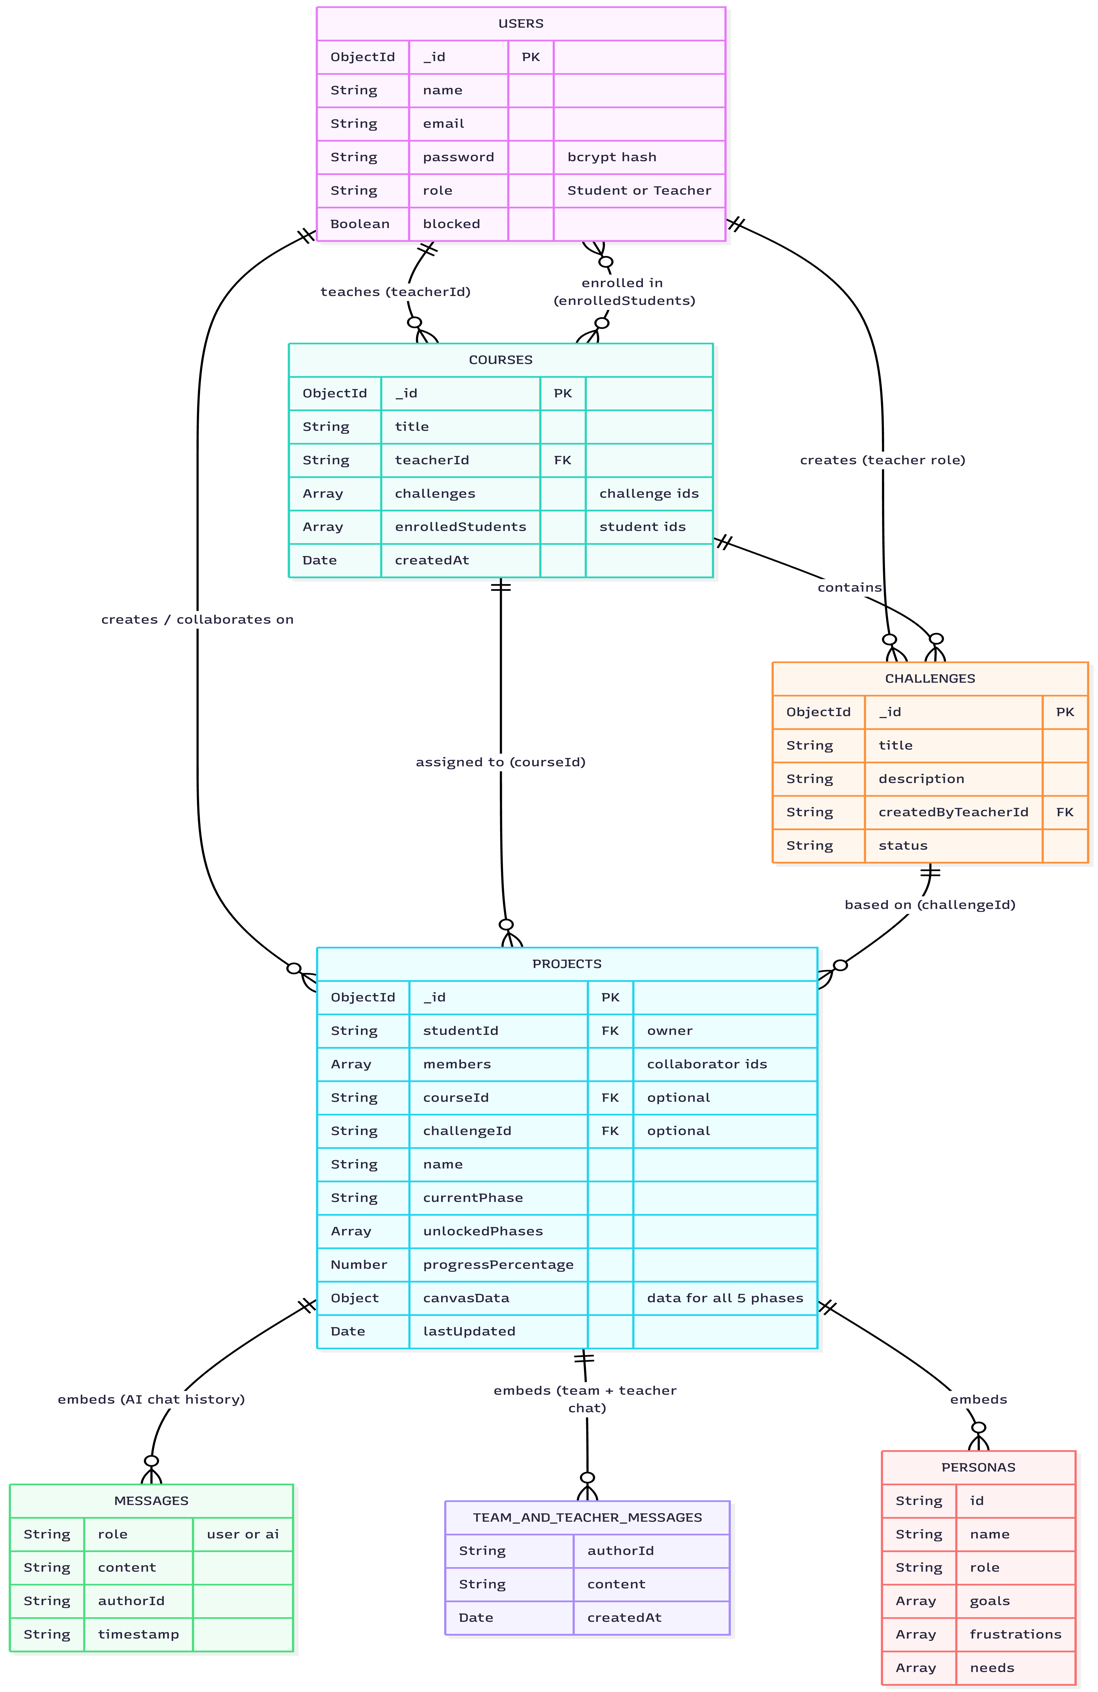 USERS
ObjectId _id PK
String name
String email
String password bcrypt hash
String role Student or Teacher
Boolean blocked
teaches (teacherId)
enrolled in
(enrolledStudents)
COURSES
ObjectId _id PK
String title
String teacherId FK
Array challenges challenge ids
Array enrolledStudents student ids
Date createdAt
creates (teacher role)
contains
creates / collaborates on
CHALLENGES
ObjectId _id PK
String title
String description
String createdByTeacherId FK
String status
assigned to (courseId)
based on (challengeId)
PROJECTS
ObjectId _id PK
String studentId FK owner
Array members collaborator ids
String courseId FK optional
String challengeId FK optional
String name
String currentPhase
Array unlockedPhases
Number progressPercentage
Object canvasData data for all 5 phases
Date lastUpdated
embeds (AI chat history)
embeds (team + teacher
chat)
embeds
MESSAGES
String role user or ai
String content
String authorId
String timestamp
TEAM_AND_TEACHER_MESSAGES
String authorId
String content
Date createdAt
PERSONAS
String id
String name
String role
Array goals
Array frustrations
Array needs